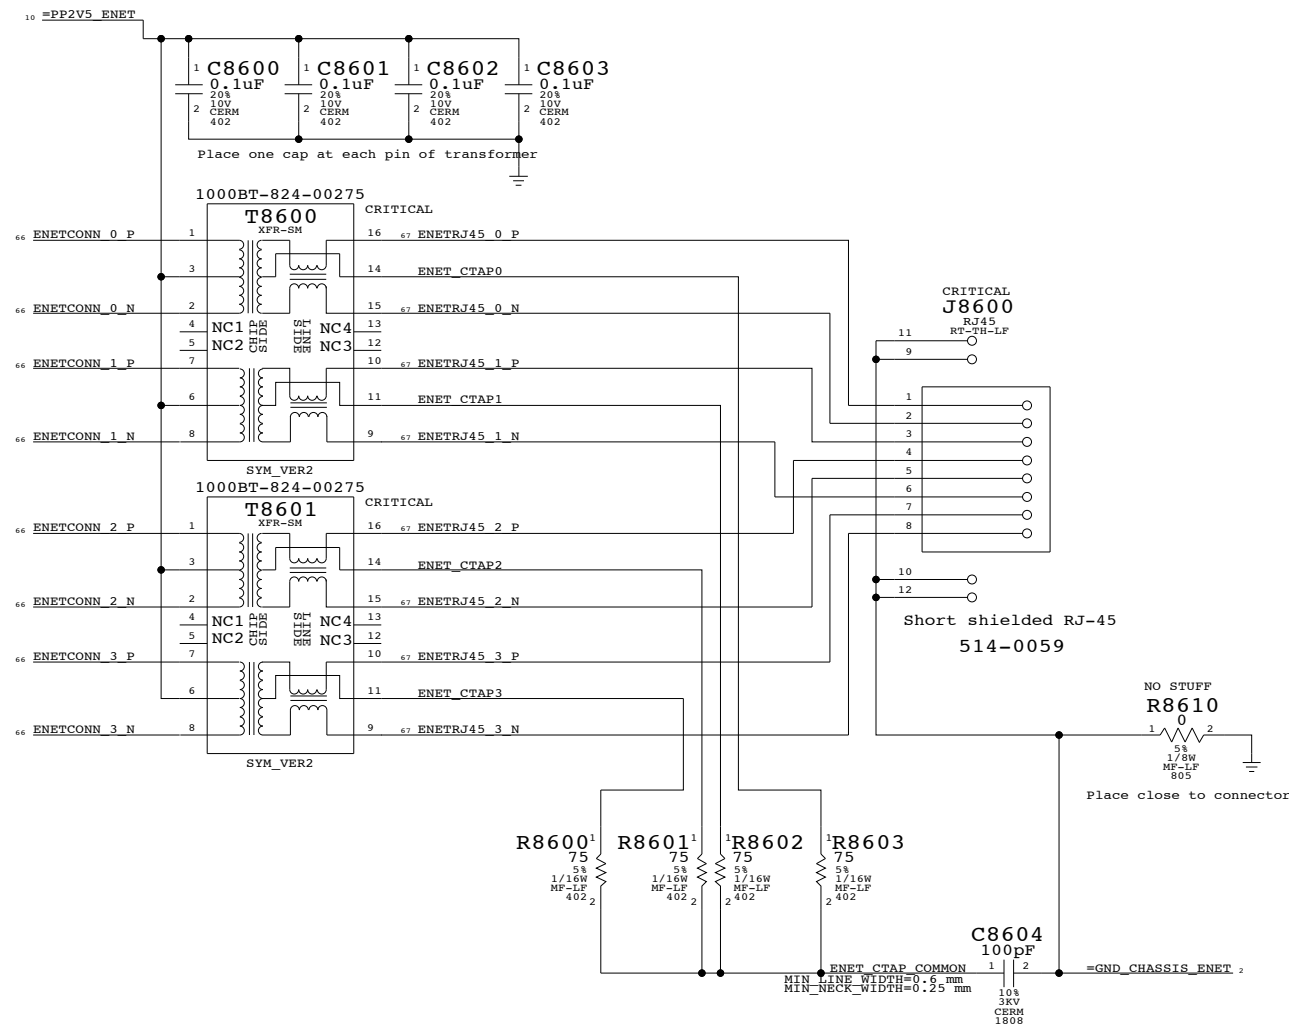 10 =PP2V5_ENET
1 C8600 1 C8601 1 C8602 1 C8603
0.1uF 0.1uF 0.1uF 0.1uF
20% 20% 20% 20%
10V 10V 10V 10V
2 CERM 2 CERM 2 CERM 2 CERM
402 402 402 402
Place one cap at each pin of transformer
1000BT-824-00275
CRITICAL
T8600
XFR-SM
66 ENETCONN_0_P 1 16 67 ENETRJ45_0_P
3 14 ENET_CTAP0
66 ENETCONN_0_N 2 15 67 ENETRJ45_0_N
4 NC1 NC4 13
5 NC2 NC3 12
CHIP SIDE
LINE SIDE
66 ENETCONN_1_P 7 10 67 ENETRJ45_1_P
6 11 ENET_CTAP1
66 ENETCONN_1_N 8 9 67 ENETRJ45_1_N
SYM_VER2
1000BT-824-00275
CRITICAL
T8601
XFR-SM
66 ENETCONN_2_P 1 16 67 ENETRJ45_2_P
3 14 ENET_CTAP2
66 ENETCONN_2_N 2 15 67 ENETRJ45_2_N
4 NC1 NC4 13
5 NC2 NC3 12
CHIP SIDE
LINE SIDE
66 ENETCONN_3_P 7 10 67 ENETRJ45_3_P
6 11 ENET_CTAP3
66 ENETCONN_3_N 8 9 67 ENETRJ45_3_N
SYM_VER2
CRITICAL
J8600
RJ45
RT-TH-LF
11
9
1
2
3
4
5
6
7
8
10
12
Short shielded RJ-45
514-0059
NO STUFF
R8610
1 0 2
5%
1/8W
MF-LF
805
Place close to connector
R8600 1 R8601 1 1 R8602 1 R8603
75 75 75 75
5% 5% 5% 5%
1/16W 1/16W 1/16W 1/16W
MF-LF MF-LF MF-LF MF-LF
402 2 402 2 2 402 2 402
C8604
100pF
ENET_CTAP_COMMON 1 2 =GND_CHASSIS_ENET 2
MIN_LINE_WIDTH=0.6 mm
MIN_NECK_WIDTH=0.25 mm
10%
3KV
CERM
1808